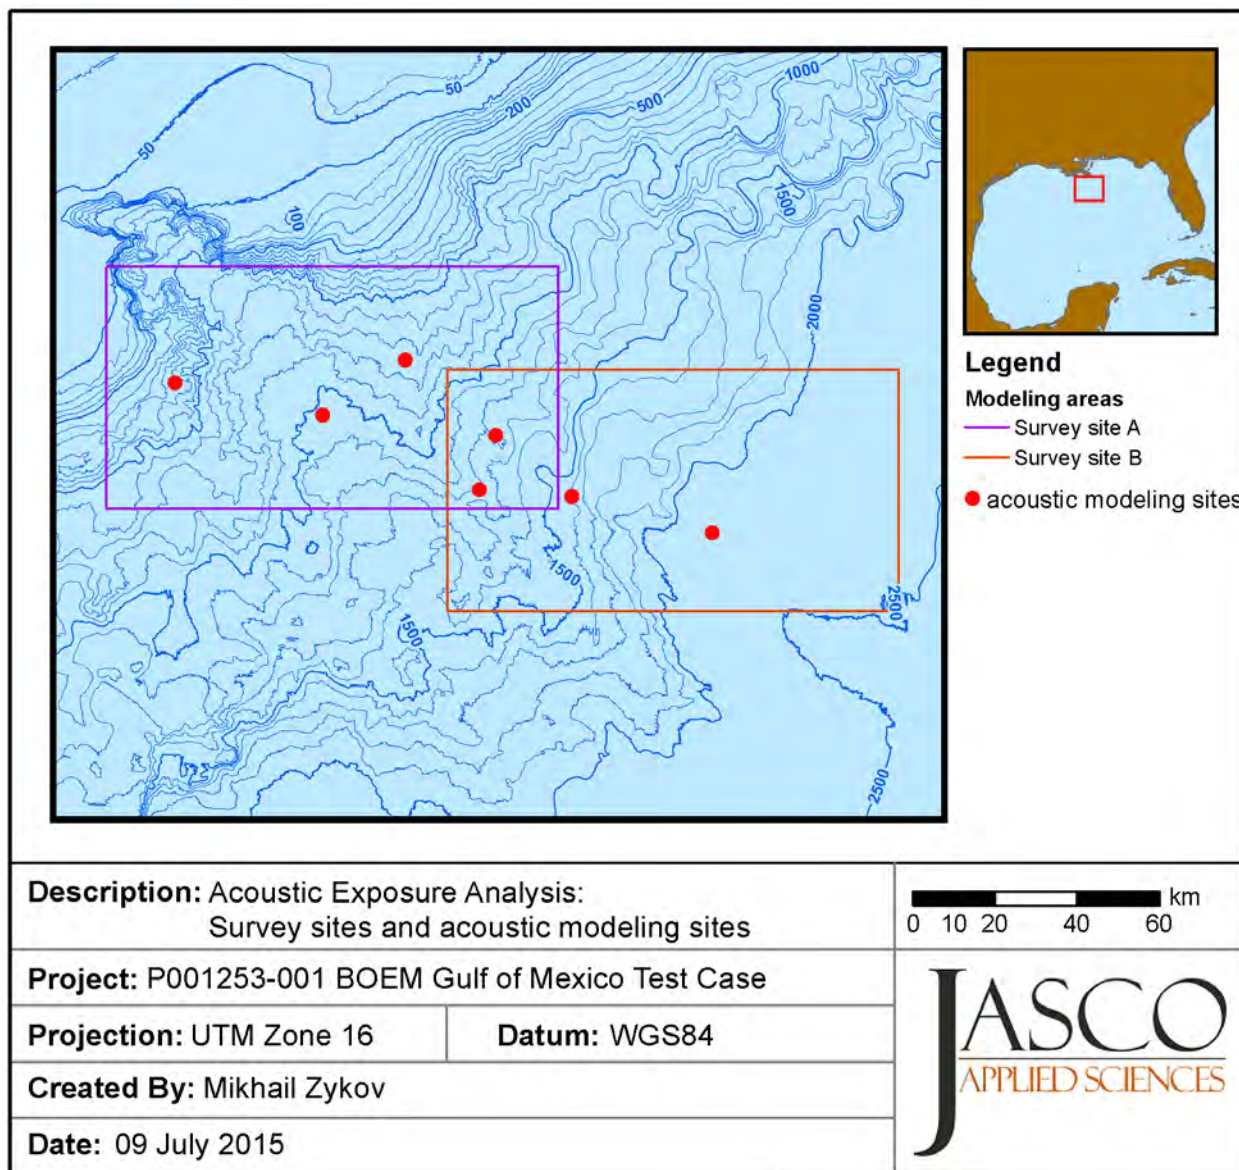 50
50
100
200
500
1000
1500
2000
1500
1500
2500
2500
Legend
Modeling areas
Survey site A
Survey site B
acoustic modeling sites
Description: Acoustic Exposure Analysis:
Survey sites and acoustic modeling sites
km
0 10 20 40 60
Project: P001253-001 BOEM Gulf of Mexico Test Case
Projection: UTM Zone 16 Datum: WGS84
Created By: Mikhail Zykov
Date: 09 July 2015
JASCO
APPLIED SCIENCES